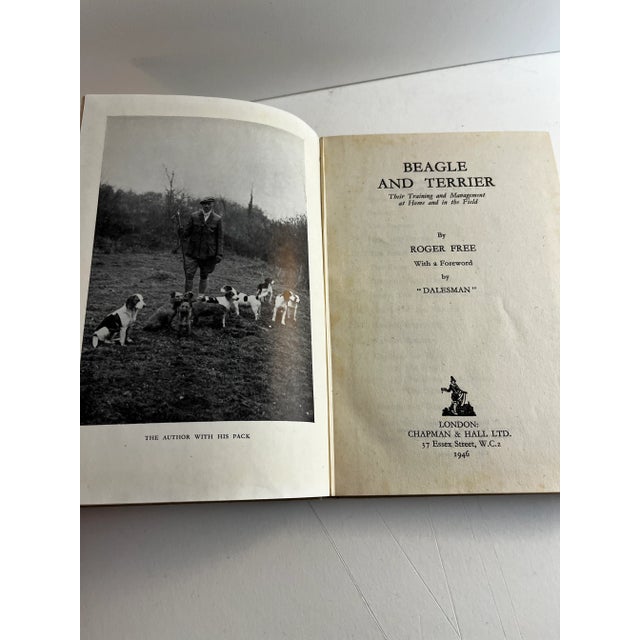 THE AUTHOR WITH HIS PACK
BEAGLE
AND TERRIER
Their Training and Management
at Home and in the Field
By
ROGER FREE
With a Foreword
by
"DALESMAN"
LONDON:
CHAPMAN & HALL LTD.
37 Essex Street, W.C.2
1946